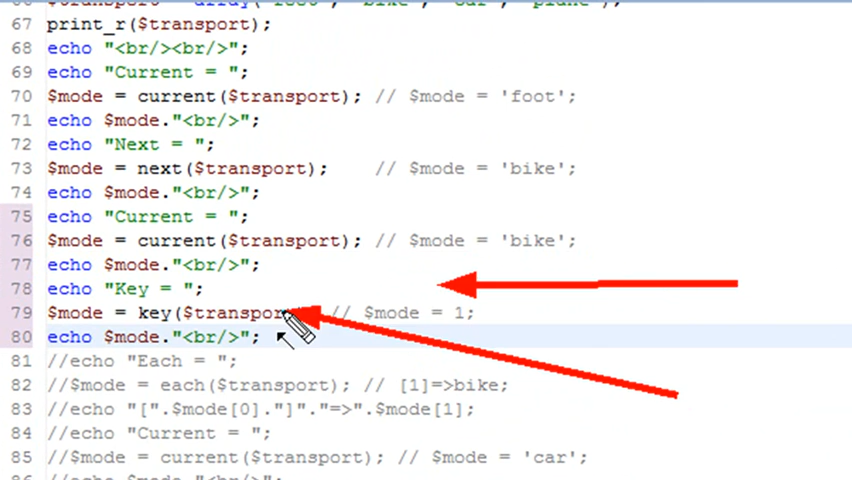 67 print_r($transport);
68 echo "<br/><br/>";
69 echo "Current = ";
70 $mode = current($transport); // $mode = 'foot';
71 echo $mode."<br/>";
72 echo "Next = ";
73 $mode = next($transport);    // $mode = 'bike';
74 echo $mode."<br/>";
75 echo "Current = ";
76 $mode = current($transport); // $mode = 'bike';
77 echo $mode."<br/>";
78 echo "Key = ";
79 $mode = key($transpor // $mode = 1;
80 echo $mode."<br/>";
81 //echo "Each = ";
82 //$mode = each($transport); // [1]=>bike;
83 //echo "[".$mode[0]."]"."=>".$mode[1];
84 //echo "Current = ";
85 //$mode = current($transport); // $mode = 'car';